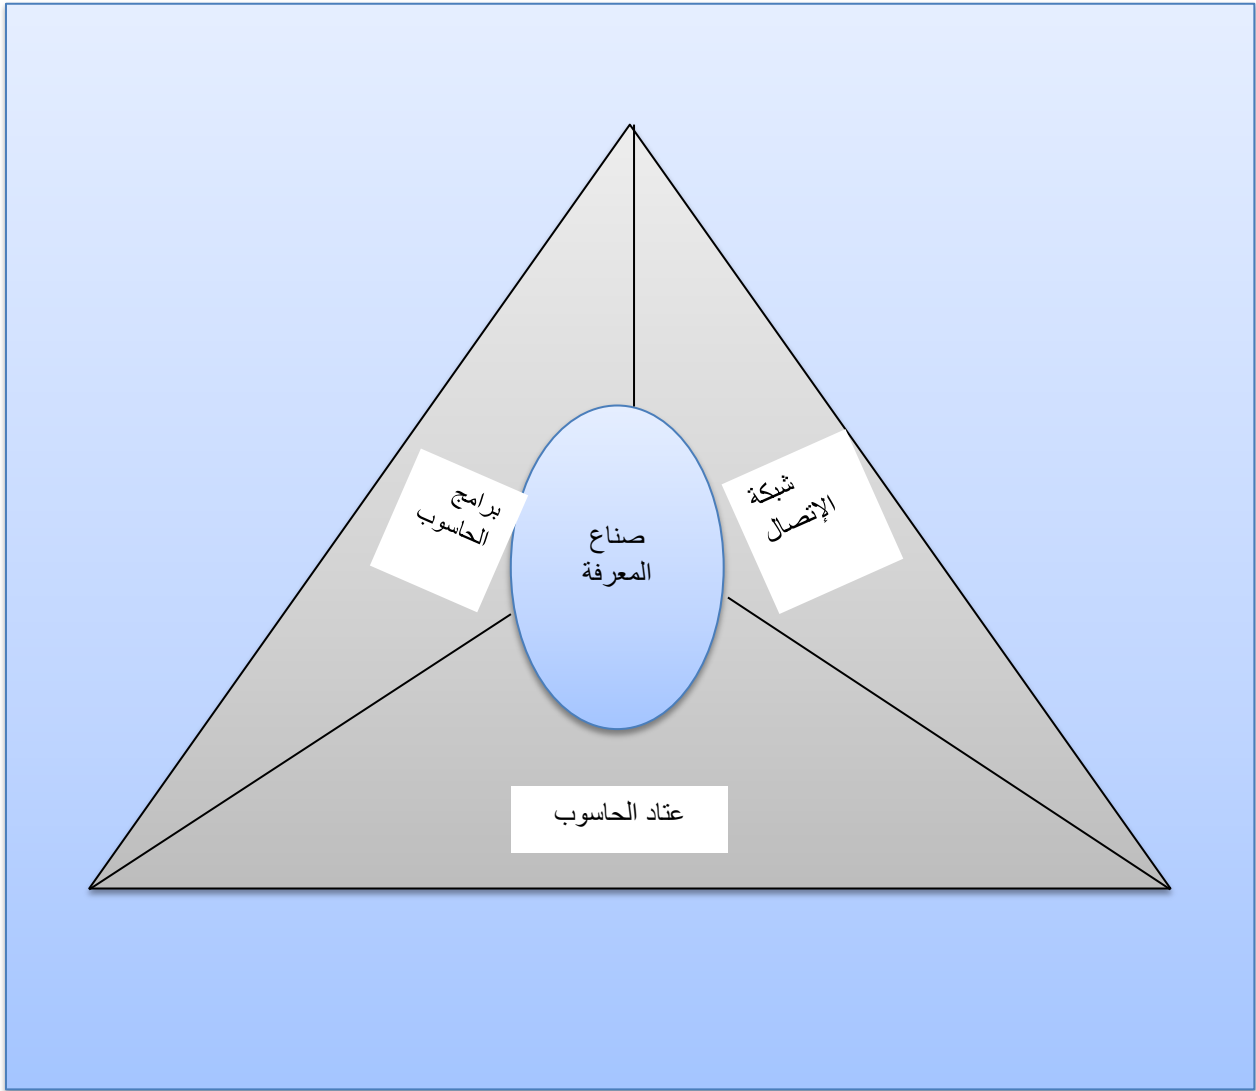 شبكة
الإتصال
برامج
الحاسوب
صناع
المعرفة
عتاد الحاسوب